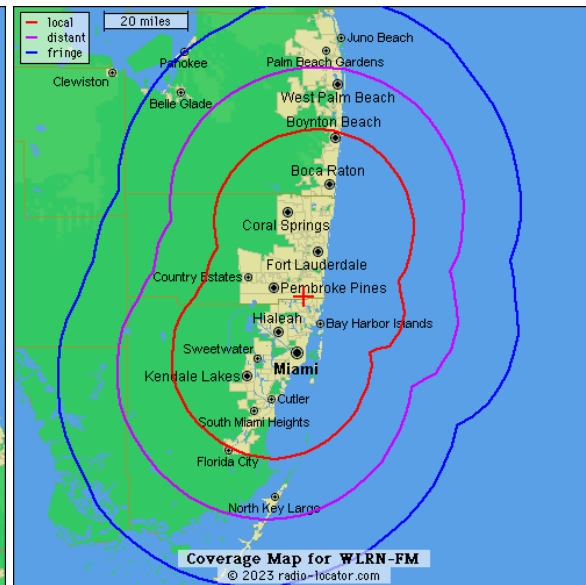 local
distant
fringe
20 miles
Juno Beach
Pahokee
Palm Beach Gardens
Clewiston
Belle Glade
West Palm Beach
Boynton Beach
Boca Raton
Coral Springs
Fort Lauderdale
Country Estates
Pembroke Pines
Hialeah
Bay Harbor Islands
Sweetwater
Miami
Kendale Lakes
Cutler
South Miami Heights
Florida City
North Key Largo
Coverage Map for WLRN-FM
© 2023 radio-locator.com